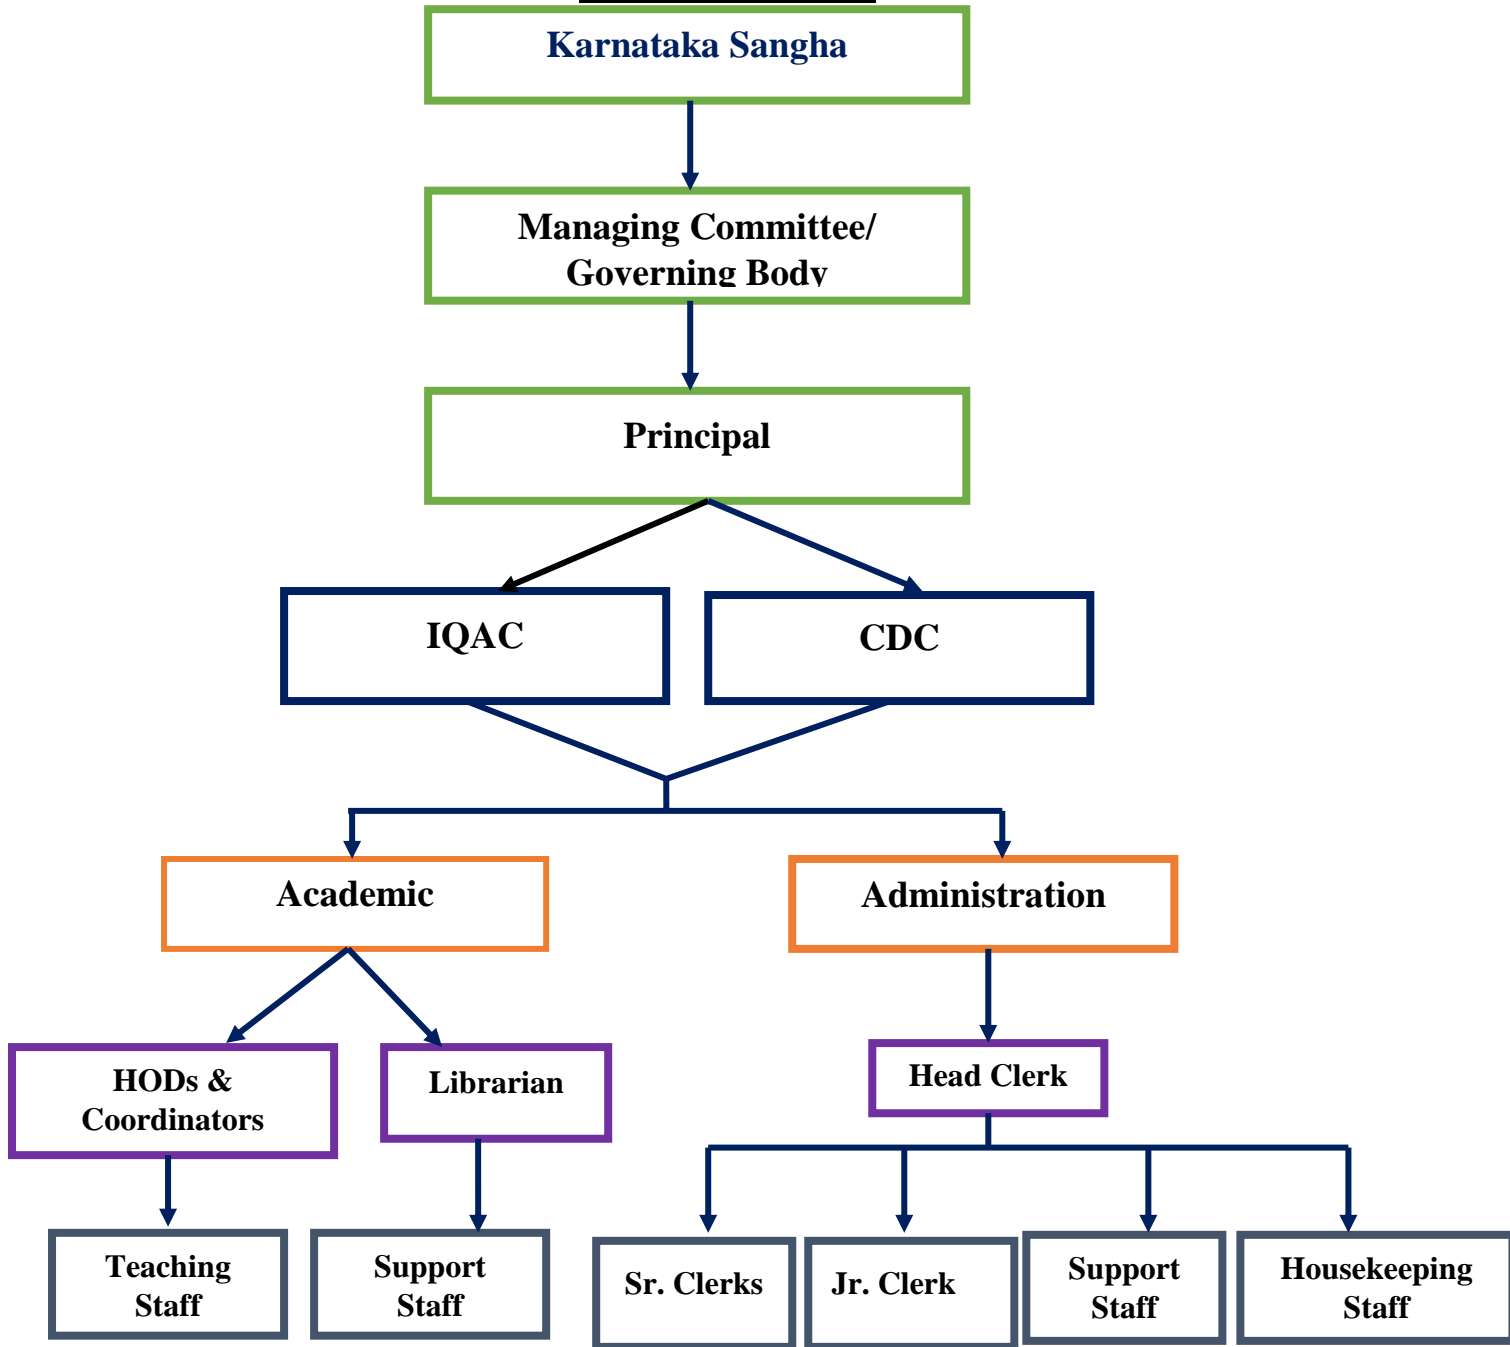 Karnataka Sangha
Managing Committee/
Governing Body
Principal
IQAC
CDC
Academic
Administration
HODs &
Coordinators
Librarian
Head Clerk
Teaching
Staff
Support
Staff
Sr. Clerks
Jr. Clerk
Support
Staff
Housekeeping
Staff